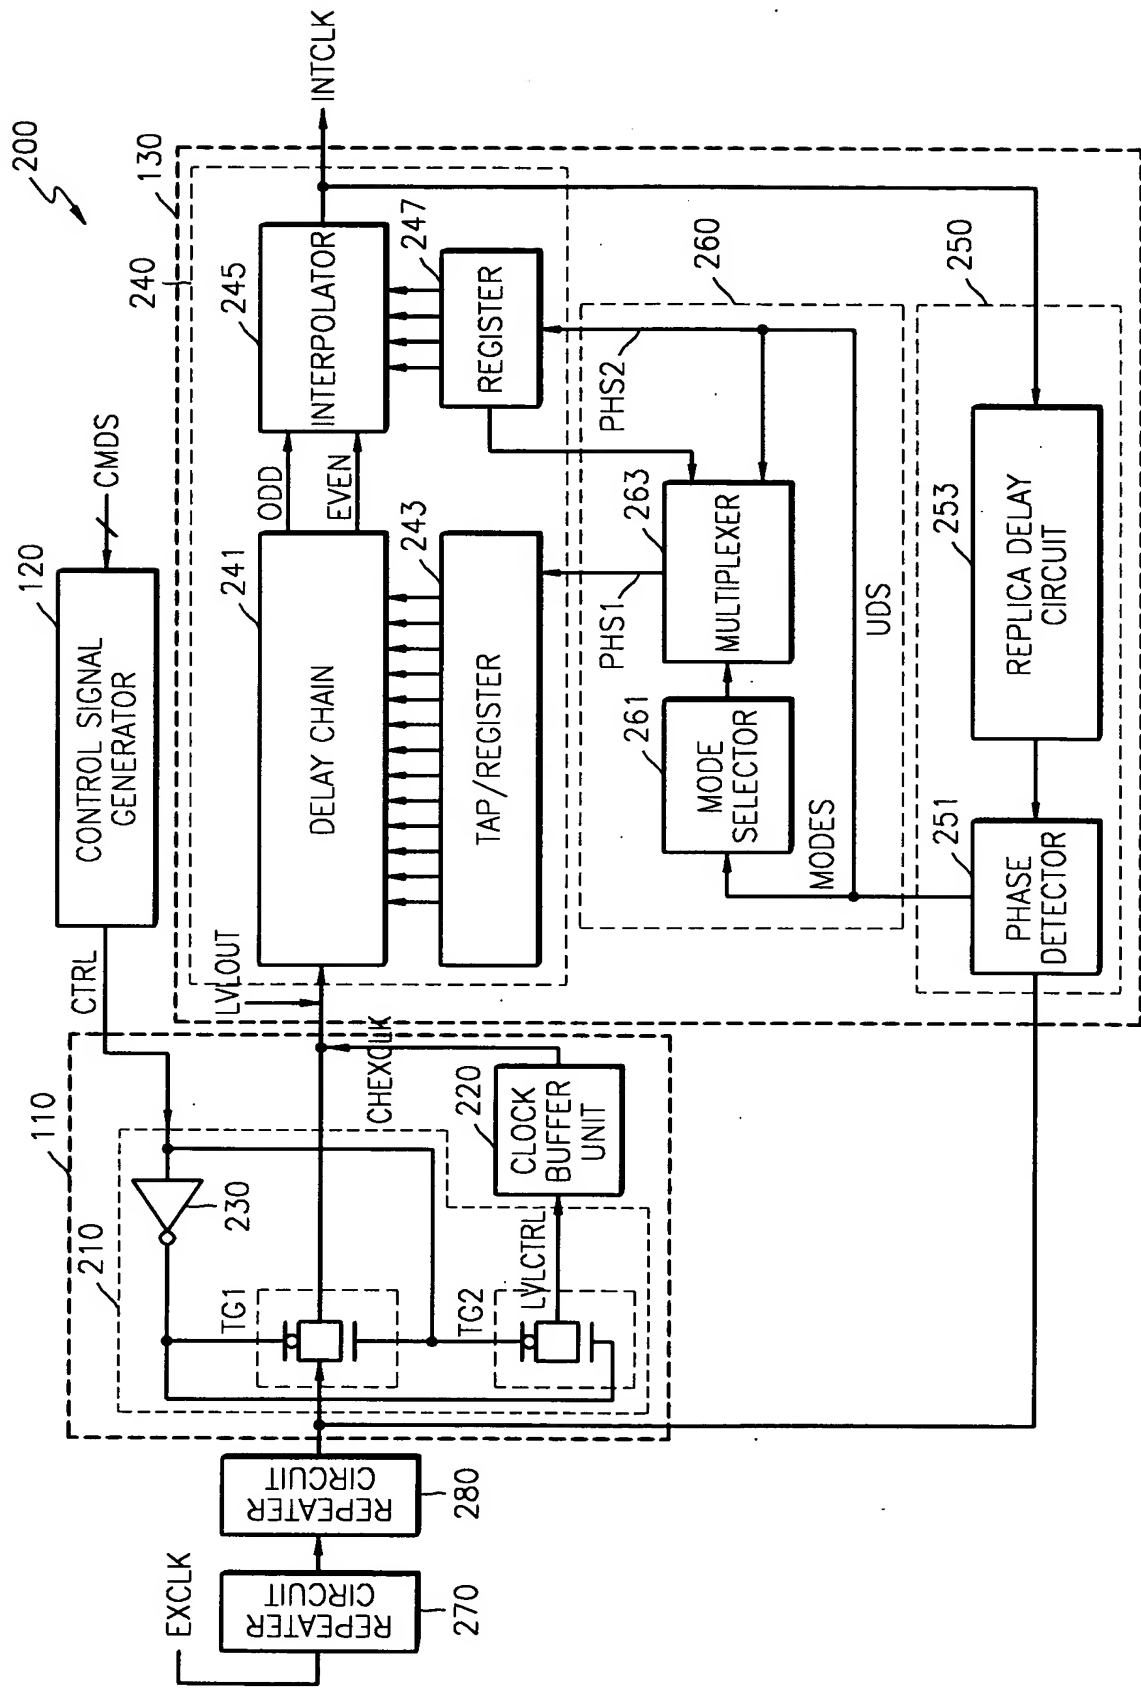 200
EXCLK
REPEATER
CIRCUIT
270
REPEATER
CIRCUIT
280
110
210
230
TG1
TG2
LVLCTRL
CLOCK
BUFFER
UNIT
220
CHEXCLK
CTRL
CONTROL SIGNAL
GENERATOR
120
CMDS
LVLOUT
130
240
DELAY CHAIN
241
ODD
EVEN
INTERPOLATOR
245
INTCLK
TAP/REGISTER
243
REGISTER
247
PHS1
PHS2
260
MODE
SELECTOR
261
MULTIPLEXER
263
MODES
UDS
250
PHASE
DETECTOR
251
REPLICA DELAY
CIRCUIT
253